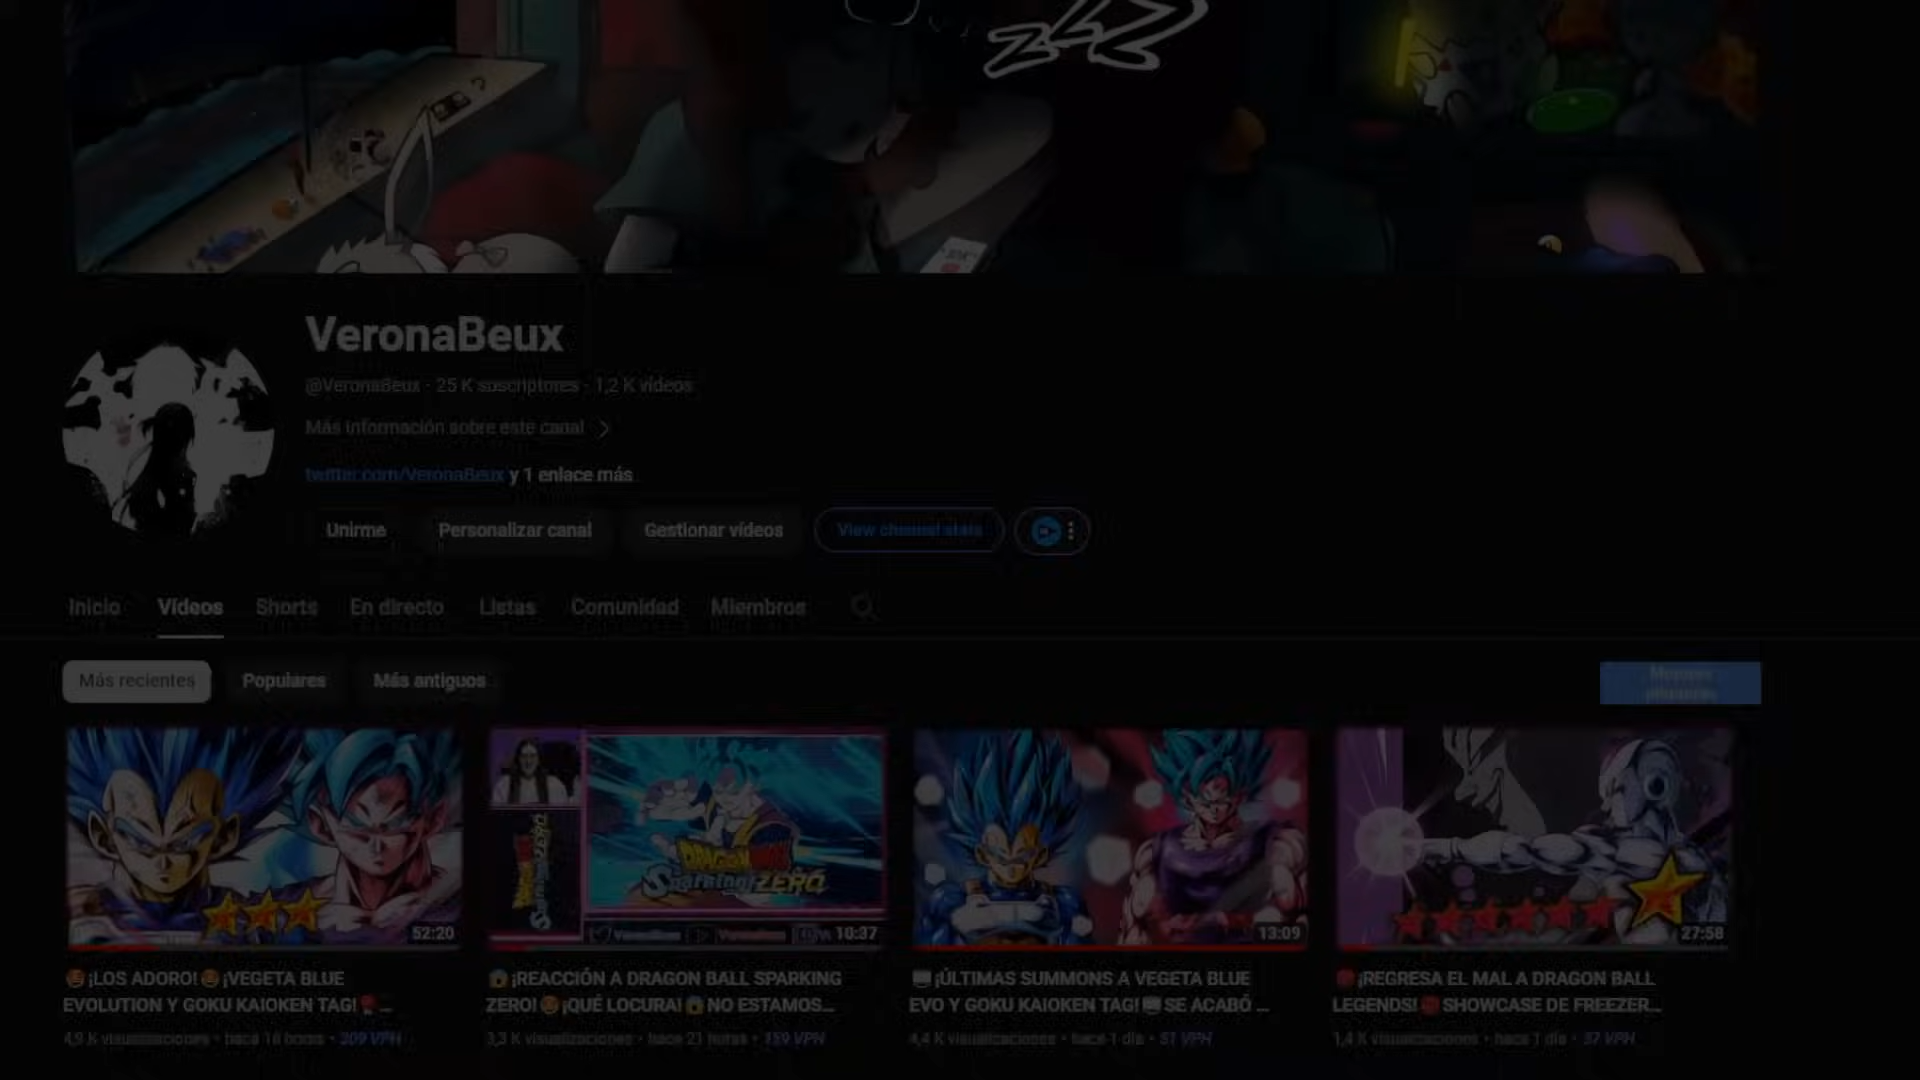 VeronaBeux
@VeronaBeux · 25 K suscriptores · 1,2 K vídeos
Más información sobre este canal
twitter.com/VeronaBeux y 1 enlace más
Unirme Personalizar canal Gestionar vídeos View channel stats
Inicio Vídeos Shorts En directo Listas Comunidad Miembros
Más recientes Populares Más antiguos
DRAGON BALL
Sparking! ZERO
52:20 10:37 13:09 27:58
¡LOS ADORO! ¡VEGETA BLUE
EVOLUTION Y GOKU KAIOKEN TAG! ...
4,9 K visualizaciones · hace 18 horas · 209 VPH
¡REACCIÓN A DRAGON BALL SPARKING
ZERO! ¡QUÉ LOCURA! NO ESTAMOS...
3,3 K visualizaciones · hace 21 horas · 159 VPH
¡ÚLTIMAS SUMMONS A VEGETA BLUE
EVO Y GOKU KAIOKEN TAG! SE ACABÓ ...
4,4 K visualizaciones · hace 1 día · 51 VPH
¡REGRESA EL MAL A DRAGON BALL
LEGENDS! SHOWCASE DE FREEZER...
1,4 K visualizaciones · hace 1 día · 37 VPH